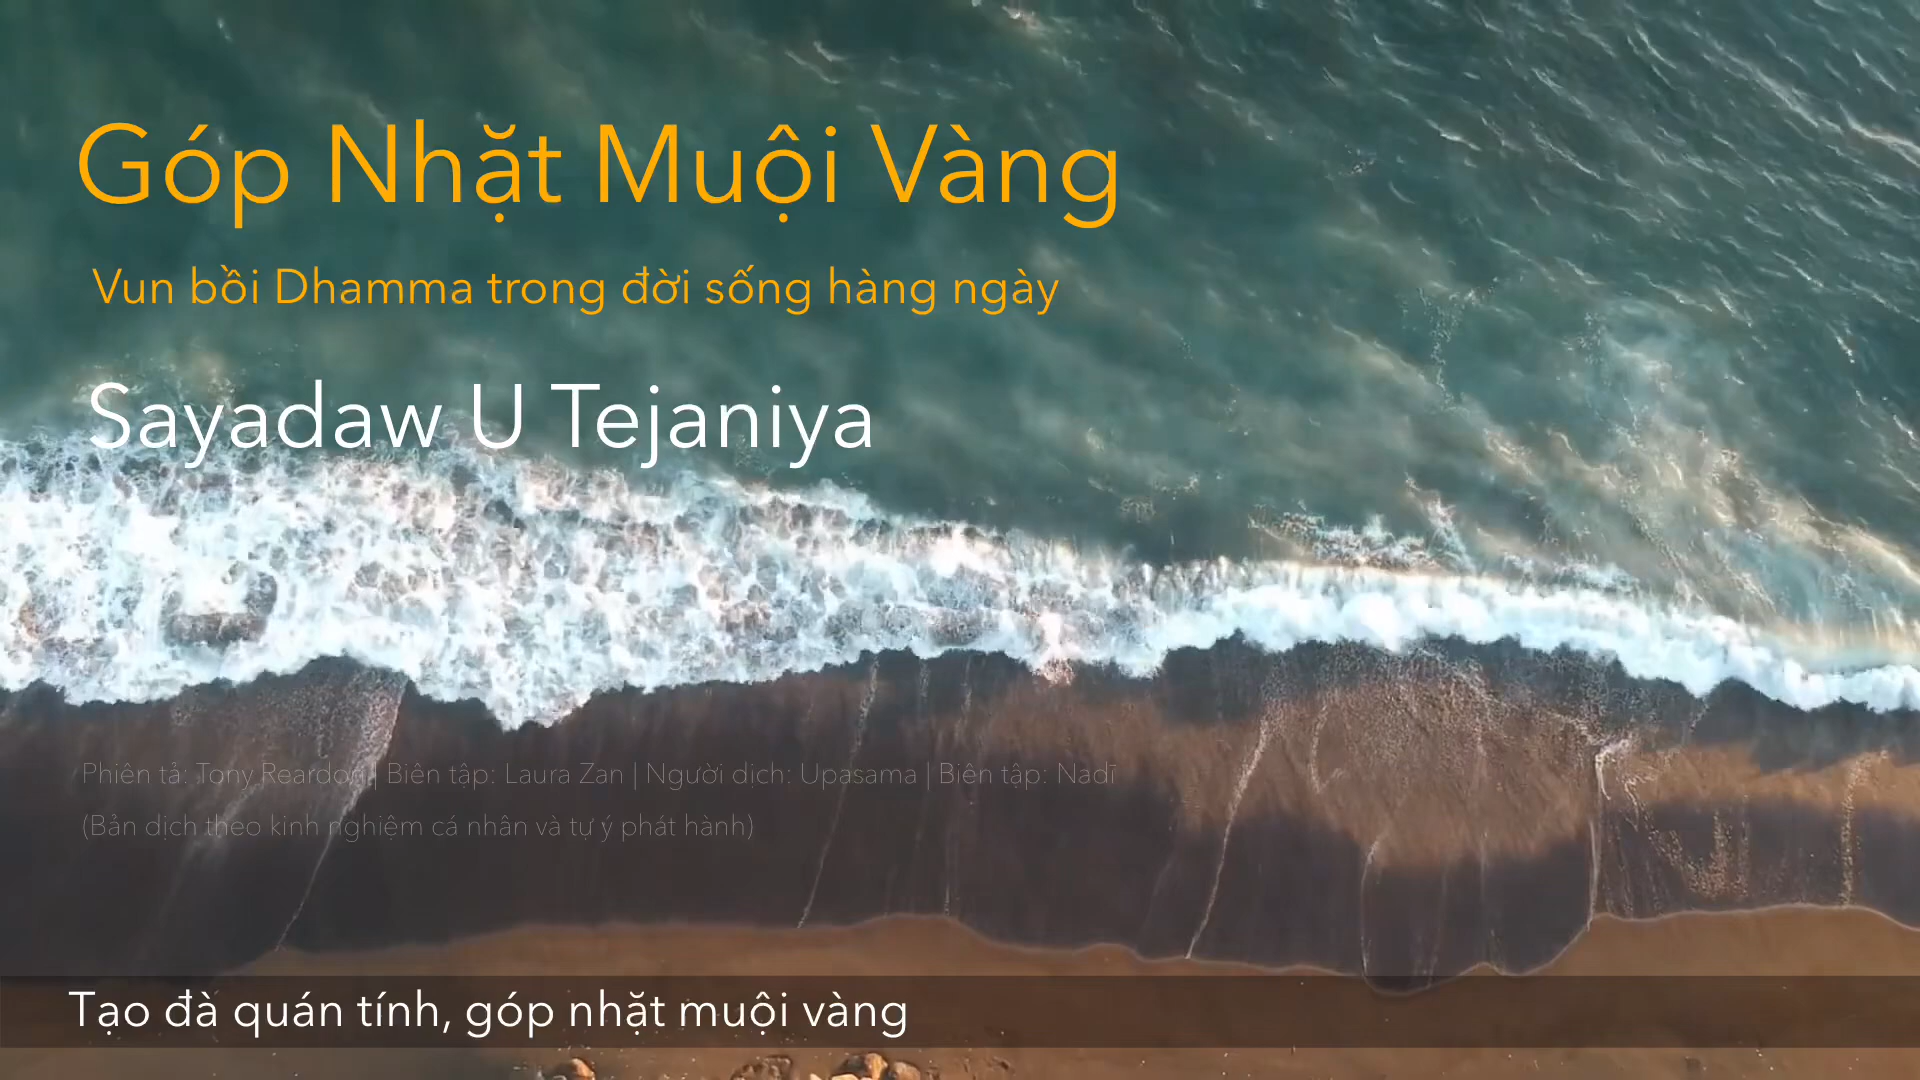 Góp Nhặt Muội Vàng
Vun bồi Dhamma trong đời sống hàng ngày
Sayadaw U Tejaniya
Phiên tả: Tony Reardon | Biên tập: Laura Zan | Người dịch: Upasama | Biên tập: Nadī
(Bản dịch theo kinh nghiệm cá nhân và tự ý phát hành)
Tạo đà quán tính, góp nhặt muội vàng